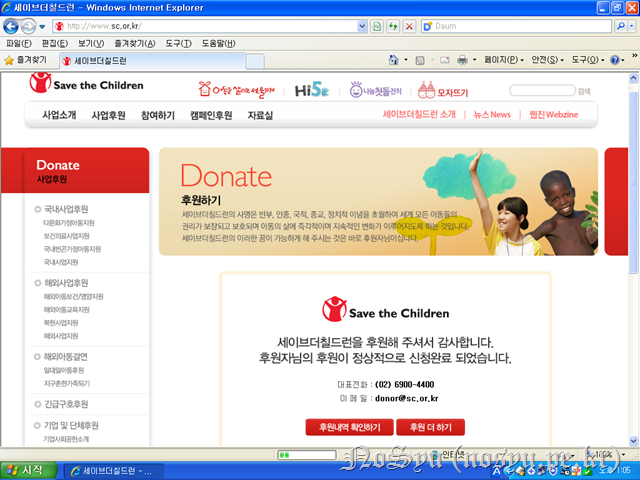 세이브더칠드런 - Windows Internet Explorer
http://www.sc.or.kr/
Daum
파일(F) 편집(E) 보기(V) 즐겨찾기(A) 도구(T) 도움말(H)
즐겨찾기 세이브더칠드런 페이지(P) 안전(S) 도구(O)
Save the Children
Hi5 나눔첫돌잔치 모자뜨기 검색
사업소개 사업후원 참여하기 캠페인후원 자료실 세이브더칠드런 소개 | 뉴스 News | 웹진 Webzine
Donate
사업후원
국내사업후원
다문화가정아동지원
보건의료사업지원
국내빈곤가정아동지원
국내사업지원
해외사업후원
해외아동보건/영양지원
해외아동교육지원
북한사업지원
해외사업지원
해외아동결연
일대일아동후원
지구촌한가족되기
긴급구호후원
기업 및 단체후원
기업사회공헌소개
Donate
후원하기
세이브더칠드런의 사명은 빈부, 인종, 국적, 종교, 정치적 이념을 초월하여 세계 모든 아동들의
권리가 보장되고 보호되며 아동의 삶에 즉각적이며 지속적인 변화가 이루어지도록 하는 것입니다.
세이브더칠드런의 이러한 꿈이 가능하게 해 주시는 것은 바로 후원자님이십니다.
Save the Children
세이브더칠드런을 후원해 주셔서 감사합니다.
후원자님의 후원이 정상적으로 신청완료 되었습니다.
대표전화 : (02) 6900-4400
이 메 일 : donor@sc.or.kr
후원내역 확인하기 후원 더 하기
인터넷 100%
NoSyu (nosyu.pe.kr)
시작 세이브더칠드런 - ... A 오후 1:05